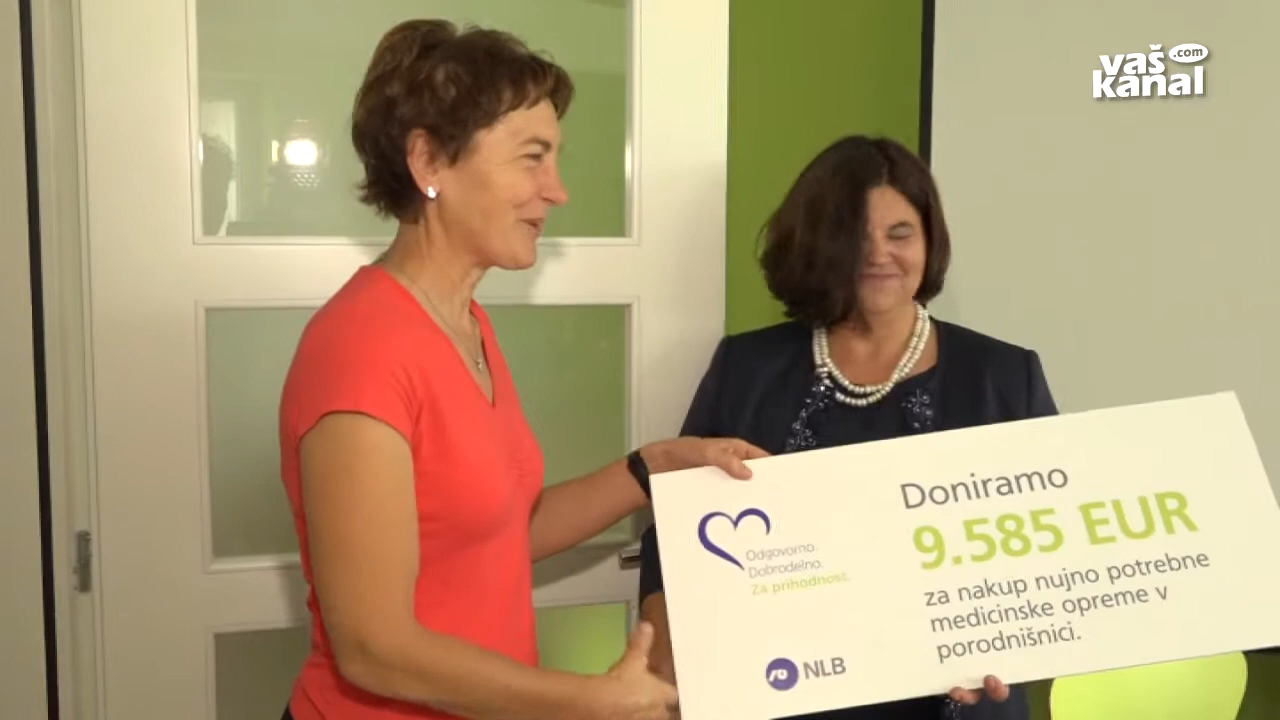 vaš .com
kanal
Doniramo
9.585 EUR
za nakup nujno potrebne
medicinske opreme v
porodnišnici.
Odgovorno.
Dobrodelno.
Za prihodnost.
NLB